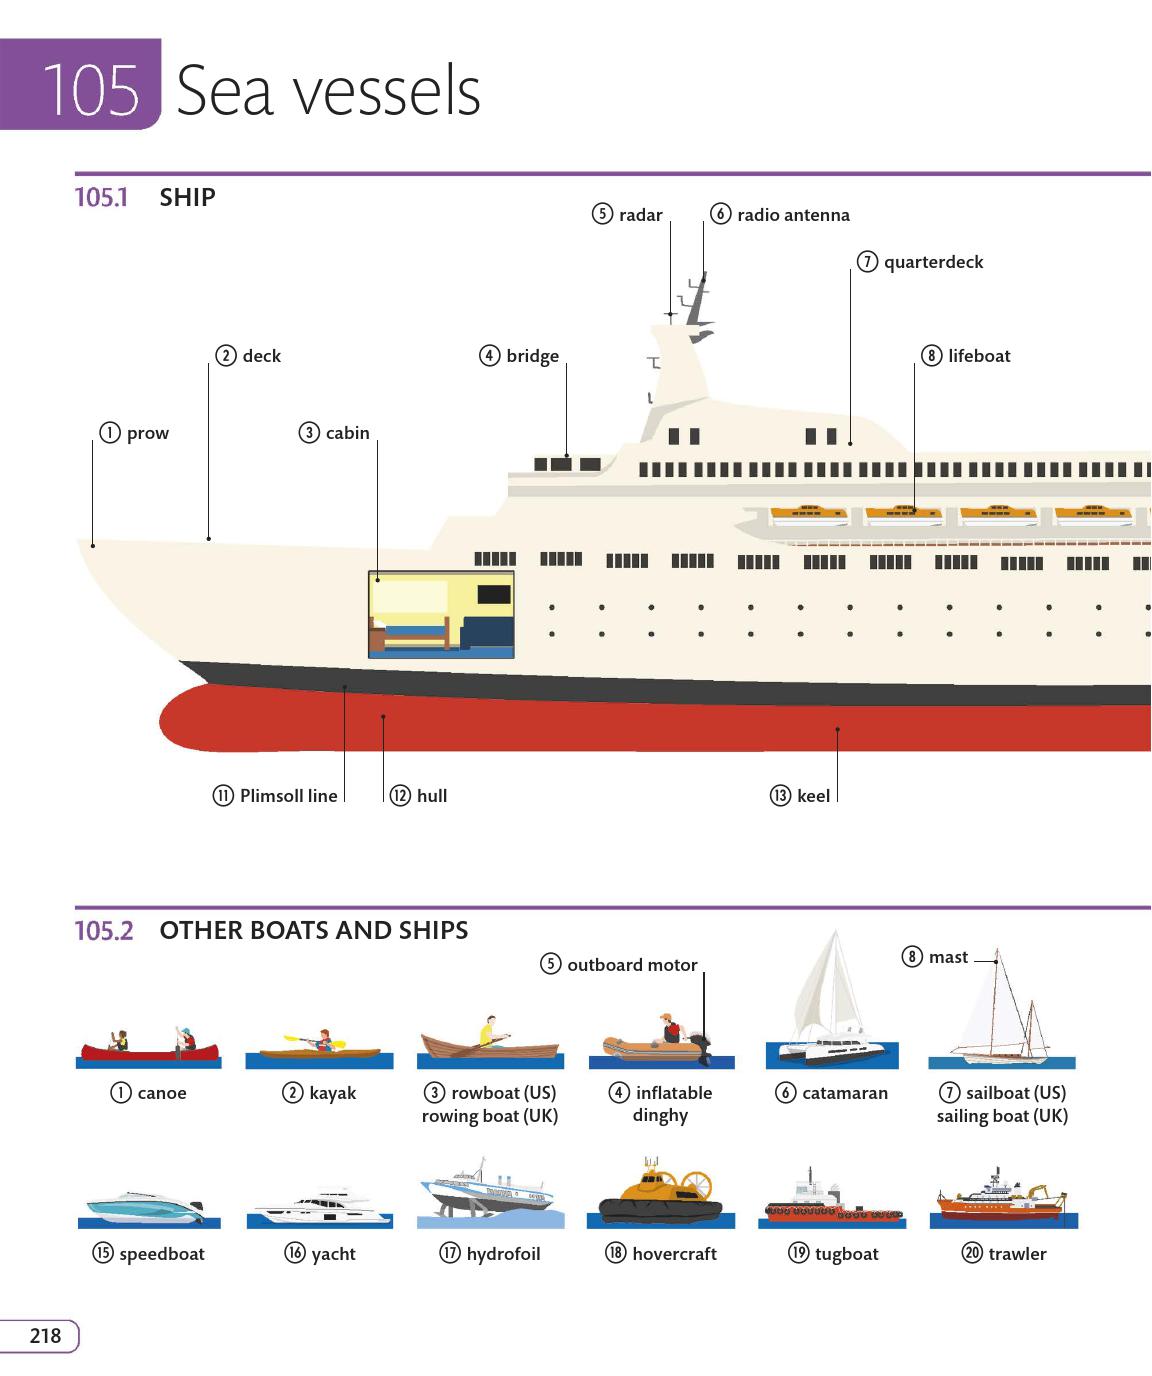 105 Sea vessels
105.1 SHIP
5 radar
6 radio antenna
7 quarterdeck
2 deck
4 bridge
8 lifeboat
1 prow
3 cabin
11 Plimsoll line
12 hull
13 keel
105.2 OTHER BOATS AND SHIPS
5 outboard motor
8 mast
1 canoe
2 kayak
3 rowboat (US)
rowing boat (UK)
4 inflatable
dinghy
6 catamaran
7 sailboat (US)
sailing boat (UK)
15 speedboat
16 yacht
17 hydrofoil
18 hovercraft
19 tugboat
20 trawler
218